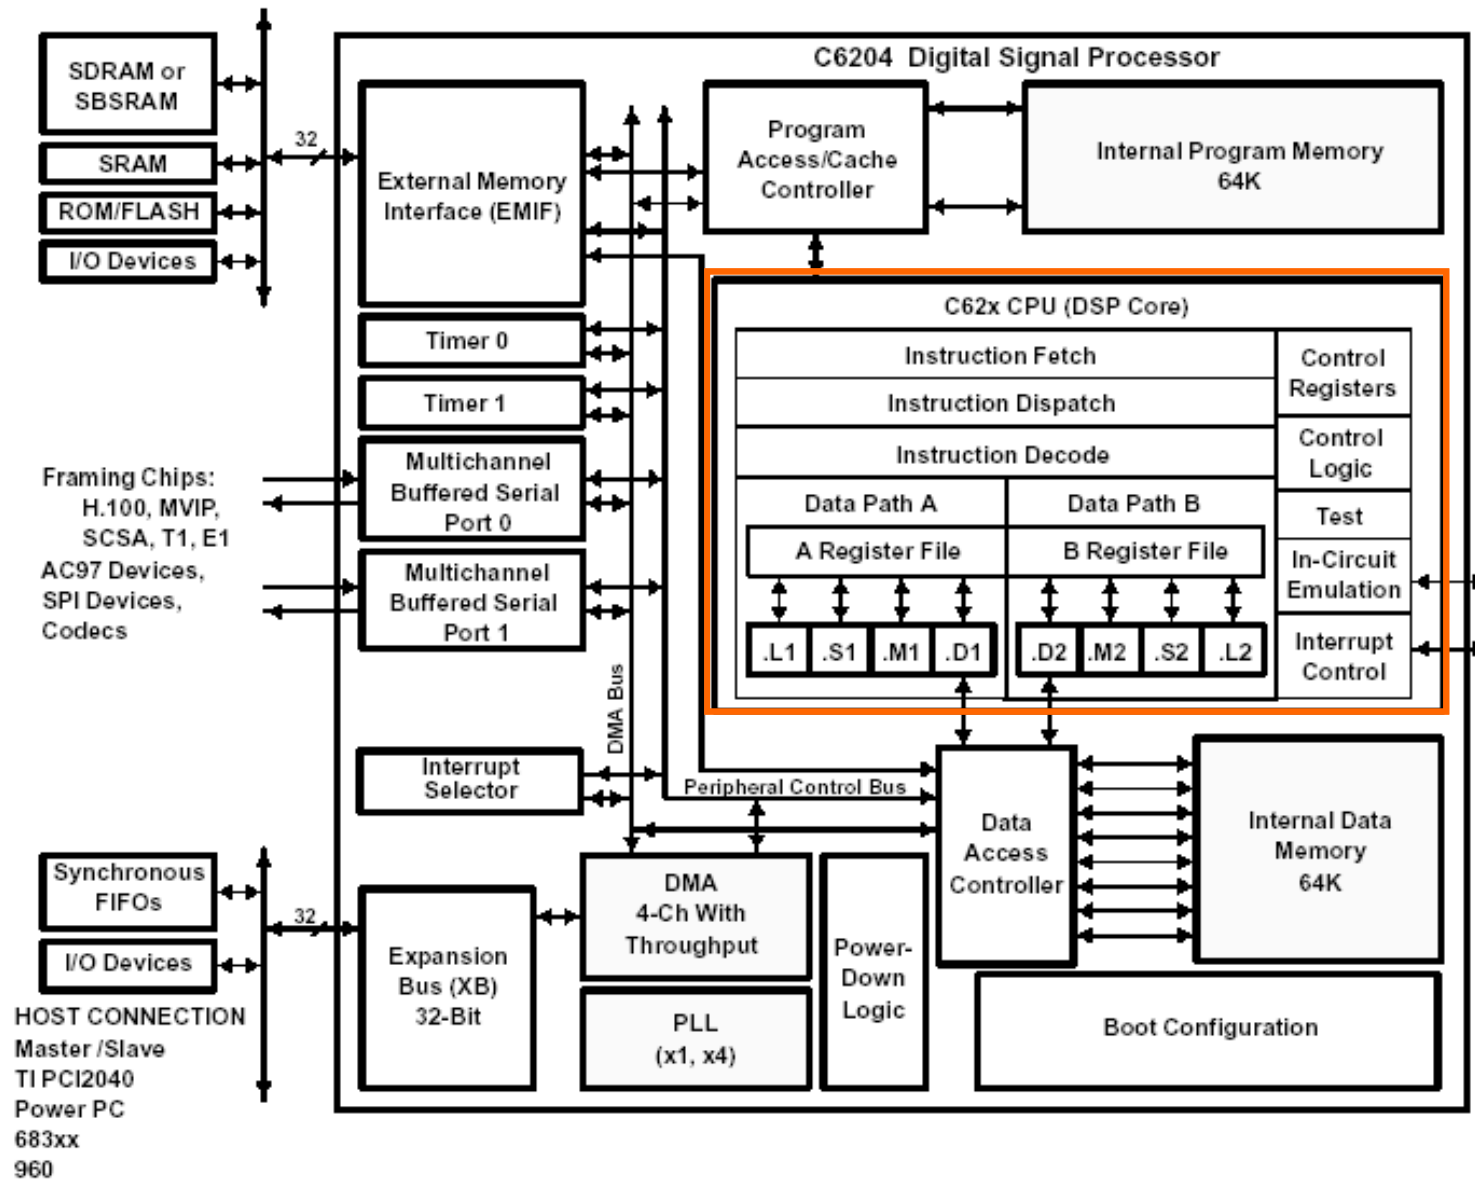 C6204 Digital Signal Processor
SDRAM or
SBSRAM
SRAM
ROM/FLASH
I/O Devices
32
External Memory
Interface (EMIF)
Program
Access/Cache
Controller
Internal Program Memory
64K
Timer 0
Timer 1
Framing Chips:
H.100, MVIP,
SCSA, T1, E1
AC97 Devices,
SPI Devices,
Codecs
Multichannel
Buffered Serial
Port 0
Multichannel
Buffered Serial
Port 1
C62x CPU (DSP Core)
Instruction Fetch
Instruction Dispatch
Instruction Decode
Data Path A
Data Path B
A Register File
B Register File
.L1
.S1
.M1
.D1
.D2
.M2
.S2
.L2
Control
Registers
Control
Logic
Test
In-Circuit
Emulation
Interrupt
Control
DMA Bus
Interrupt
Selector
Peripheral Control Bus
Data
Access
Controller
Internal Data
Memory
64K
Synchronous
FIFOs
I/O Devices
32
Expansion
Bus (XB)
32-Bit
DMA
4-Ch With
Throughput
PLL
(x1, x4)
Power-
Down
Logic
Boot Configuration
HOST CONNECTION
Master /Slave
TI PCI2040
Power PC
683xx
960